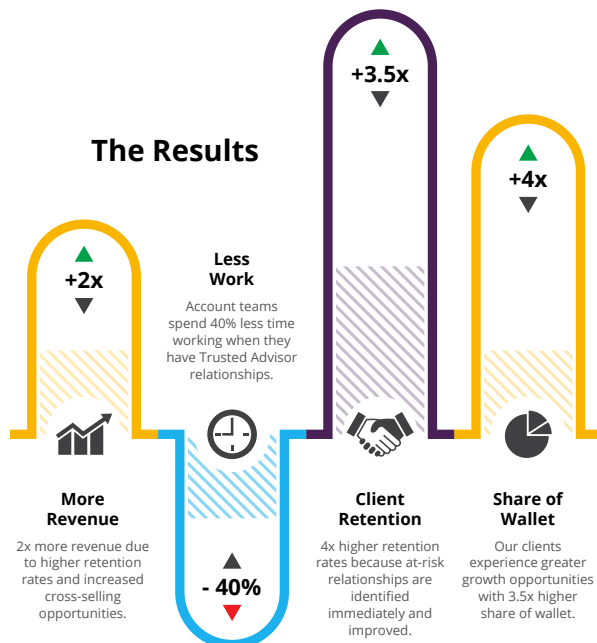 The Results
+2x
Less
Work
Account teams
spend 40% less time
working when they
have Trusted Advisor
relationships.
+3.5x
+4x
More
Revenue
2x more revenue due
to higher retention
rates and increased
cross-selling
opportunities.
- 40%
Client
Retention
4x higher retention
rates because at-risk
relationships are
identified
immediately and
improved.
Share of
Wallet
Our clients
experience greater
growth opportunities
with 3.5x higher
share of wallet.